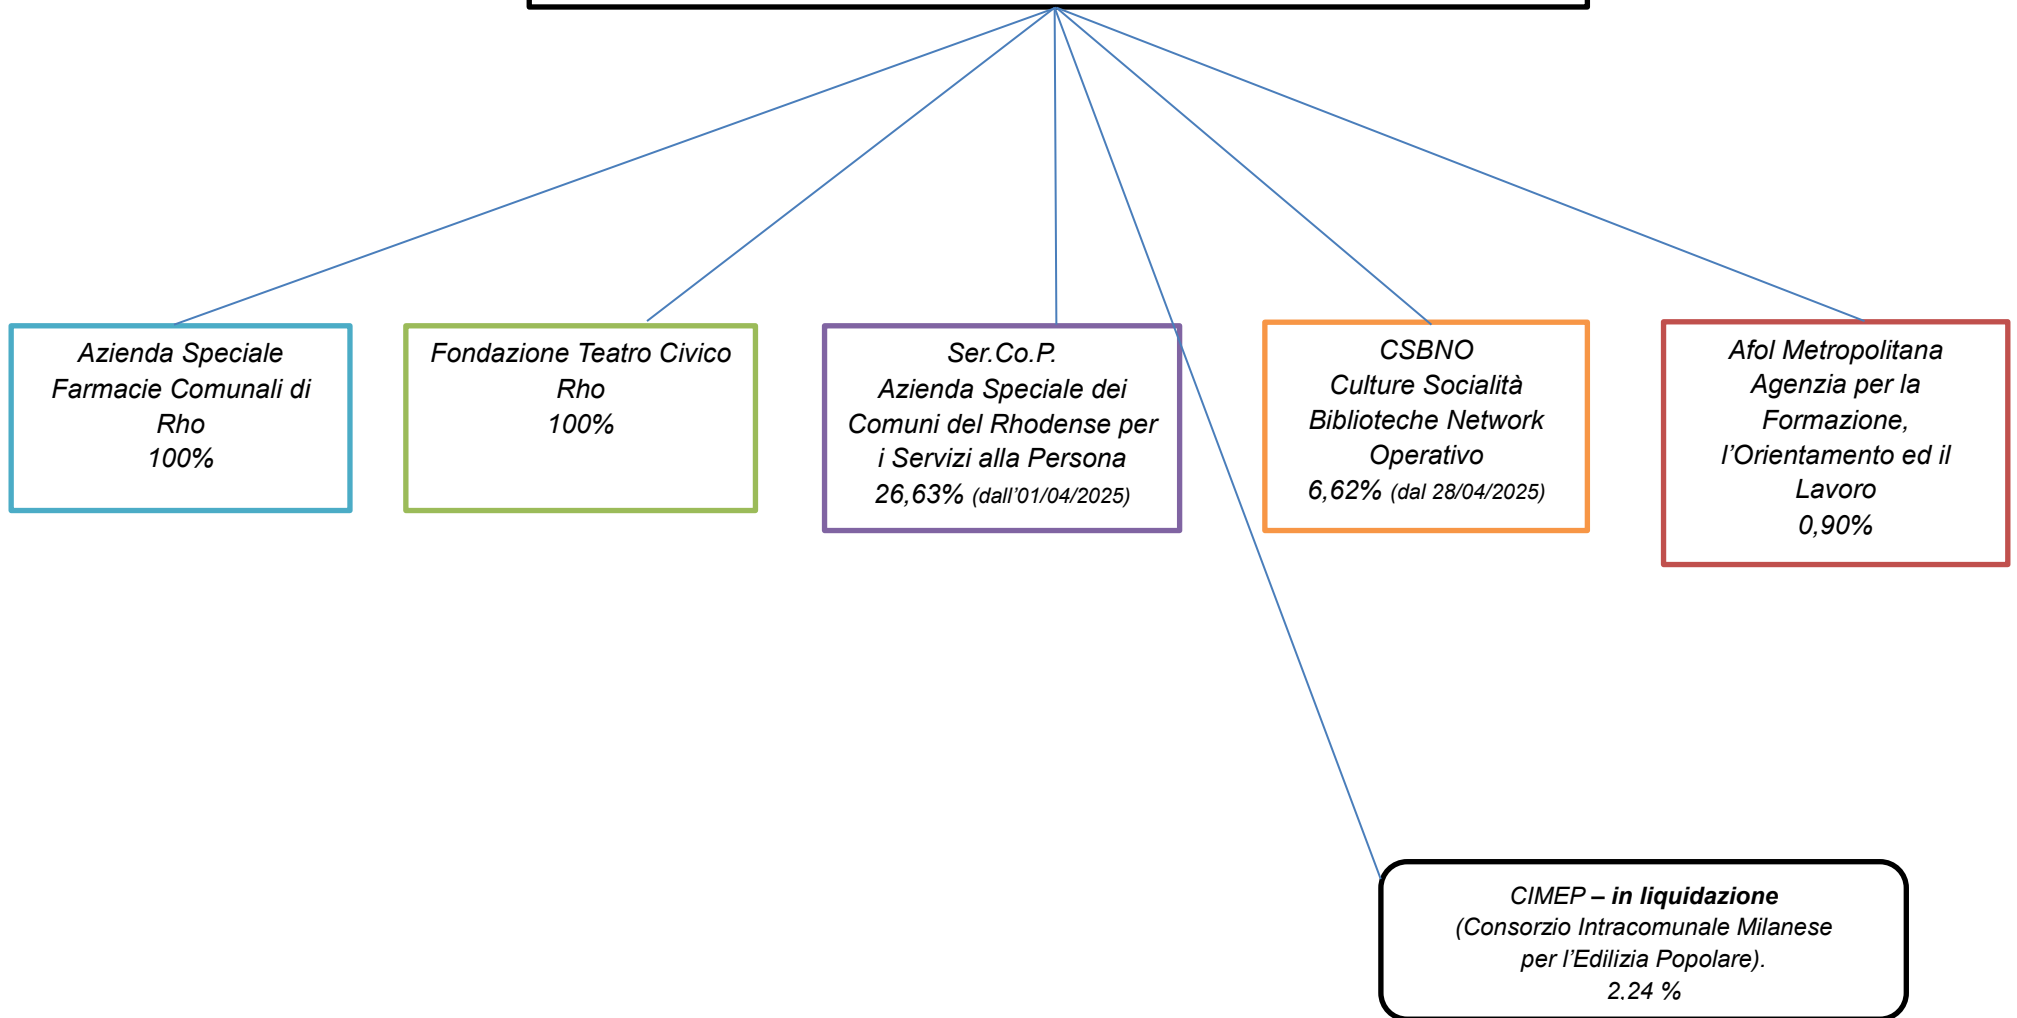 Azienda Speciale
Farmacie Comunali di
Rho
100%
Fondazione Teatro Civico
Rho
100%
Ser.Co.P.
Azienda Speciale dei
Comuni del Rhodense per
i Servizi alla Persona
26,63% (dall’01/04/2025)
CSBNO
Culture Socialità
Biblioteche Network
Operativo
6,62% (dal 28/04/2025)
Afol Metropolitana
Agenzia per la
Formazione,
l’Orientamento ed il
Lavoro
0,90%
CIMEP – in liquidazione
(Consorzio Intracomunale Milanese
per l’Edilizia Popolare).
2,24 %